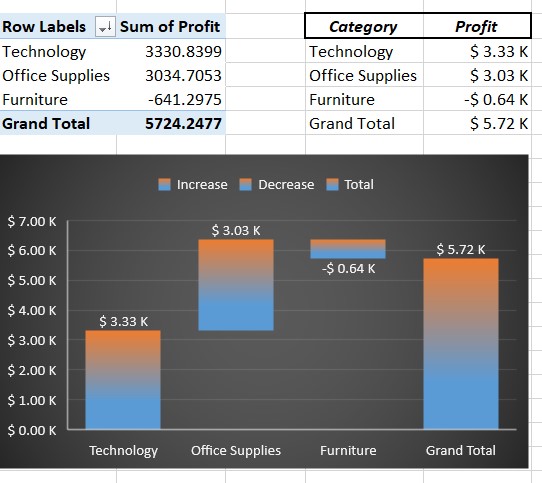 Row Labels Sum of Profit
Technology 3330.8399
Office Supplies 3034.7053
Furniture -641.2975
Grand Total 5724.2477
Category Profit
Technology $ 3.33 K
Office Supplies $ 3.03 K
Furniture -$ 0.64 K
Grand Total $ 5.72 K
Increase Decrease Total
$ 7.00 K
$ 6.00 K
$ 5.00 K
$ 4.00 K
$ 3.00 K
$ 2.00 K
$ 1.00 K
$ 0.00 K
$ 3.33 K
$ 3.03 K
-$ 0.64 K
$ 5.72 K
Technology Office Supplies Furniture Grand Total